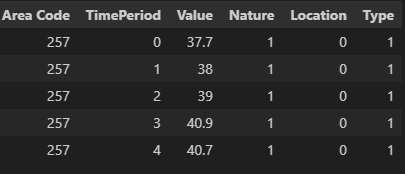 Area Code TimePeriod Value Nature Location Type
257 0 37.7 1 0 1
257 1 38 1 0 1
257 2 39 1 0 1
257 3 40.9 1 0 1
257 4 40.7 1 0 1